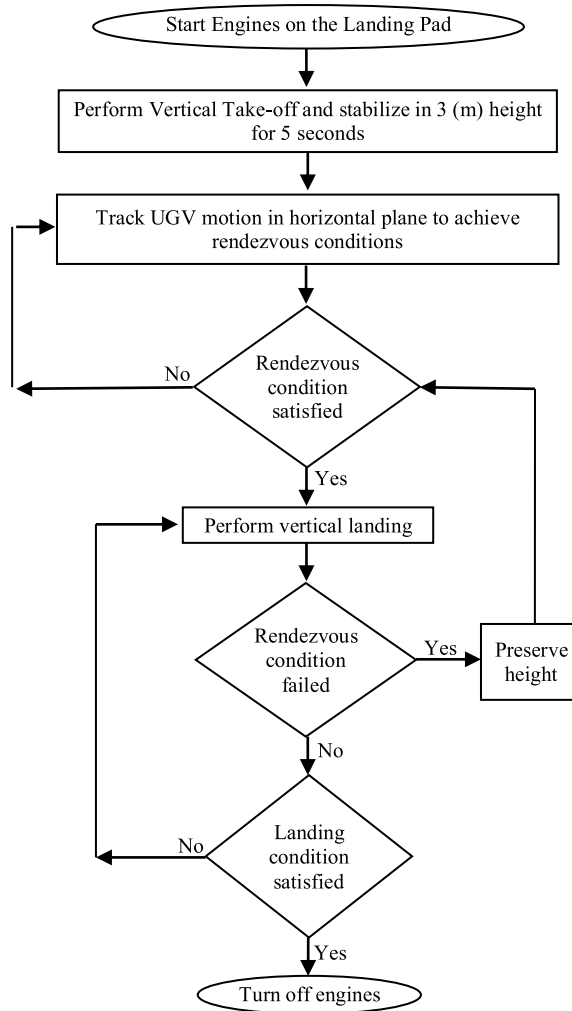 Start Engines on the Landing Pad
Perform Vertical Take-off and stabilize in 3 (m) height
for 5 seconds
Track UGV motion in horizontal plane to achieve
rendezvous conditions
No
Rendezvous
condition
satisfied
Yes
Perform vertical landing
Rendezvous
condition
failed
Yes
Preserve
height
No
No
Landing
condition
satisfied
Yes
Turn off engines